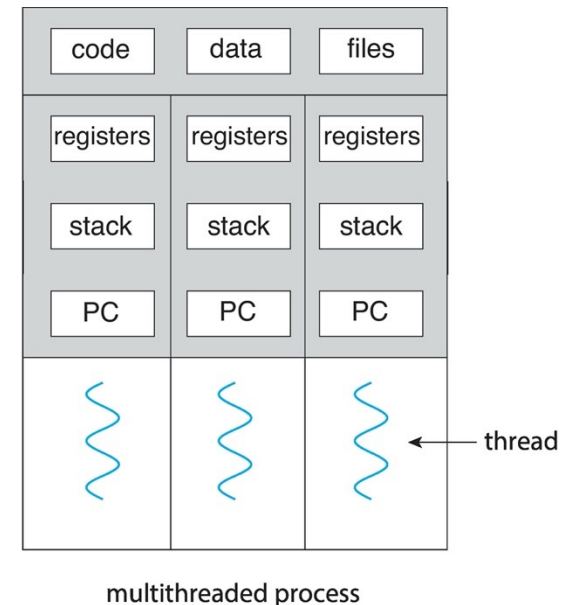 code data files
registers registers registers
stack stack stack
PC PC PC
thread
multithreaded process